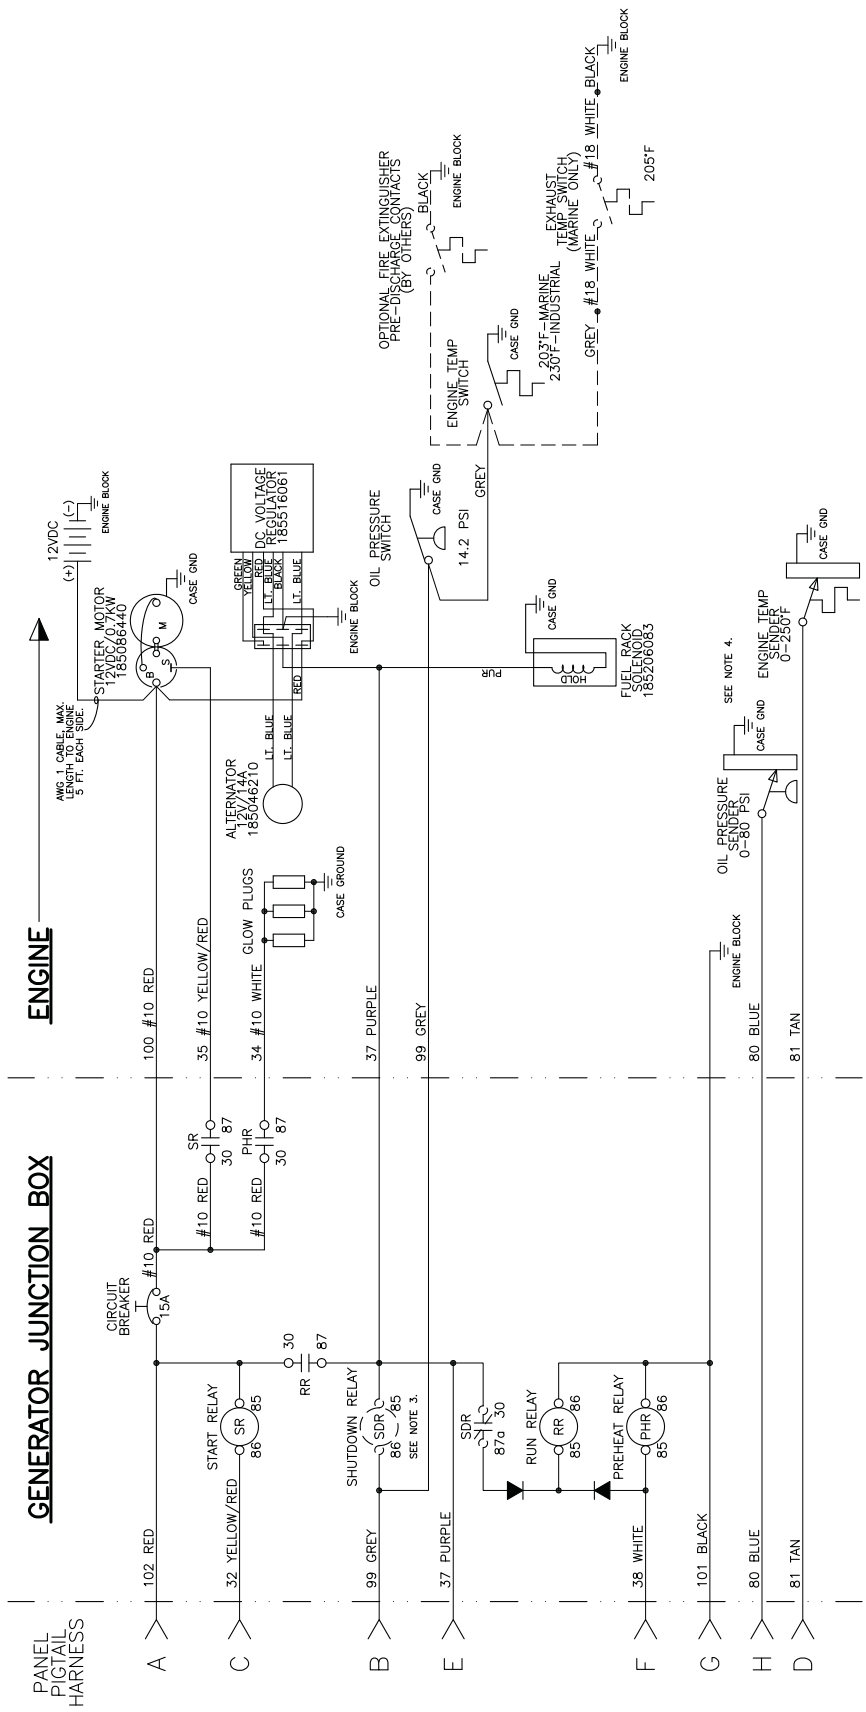 PANEL
PIGTAIL
HARNESS
GENERATOR JUNCTION BOX
ENGINE
A
102 RED
CIRCUIT
BREAKER
15A
#10 RED
100 #10 RED
AWG 1 CABLE, MAX.
LENGTH TO ENGINE
5 FT. EACH SIDE.
STARTER MOTOR
12VDC/0.7KW
185086440
B
S
M
CASE GND
12VDC
(+)
(-)
ENGINE BLOCK
C
32 YELLOW/RED
START RELAY
SR
86
85
#10 RED
SR
30
87
35 #10 YELLOW/RED
#10 RED
PHR
30
87
34 #10 WHITE
GLOW PLUGS
CASE GROUND
RR
30
87
ALTERNATOR
12V/14A
185046210
LT. BLUE
LT. BLUE
RED
DC VOLTAGE
REGULATOR
185516061
GREEN
YELLOW
RED
LT. BLUE
BLACK
LT. BLUE
ENGINE BLOCK
B
99 GREY
SHUTDOWN RELAY
SDR
86
85
SEE NOTE 3.
37 PURPLE
99 GREY
OIL PRESSURE
SWITCH
CASE GND
14.2 PSI
GREY
ENGINE TEMP
SWITCH
CASE GND
203°F-MARINE
230°F-INDUSTRIAL
OPTIONAL FIRE EXTINGUISHER
PRE-DISCHARGE CONTACTS
(BY OTHERS)
BLACK
ENGINE BLOCK
EXHAUST
TEMP SWITCH
(MARINE ONLY)
GREY
#18 WHITE
#18 WHITE
BLACK
ENGINE BLOCK
205°F
E
37 PURPLE
SDR
87a
30
PUR
HOLD
CASE GND
FUEL RACK
SOLENOID
185206083
RUN RELAY
RR
85
86
F
38 WHITE
PREHEAT RELAY
PHR
85
86
G
101 BLACK
ENGINE BLOCK
H
80 BLUE
80 BLUE
OIL PRESSURE
SENDER
0-80 PSI
CASE GND
SEE NOTE 4.
D
81 TAN
81 TAN
ENGINE TEMP
SENDER
0-250°F
CASE GND